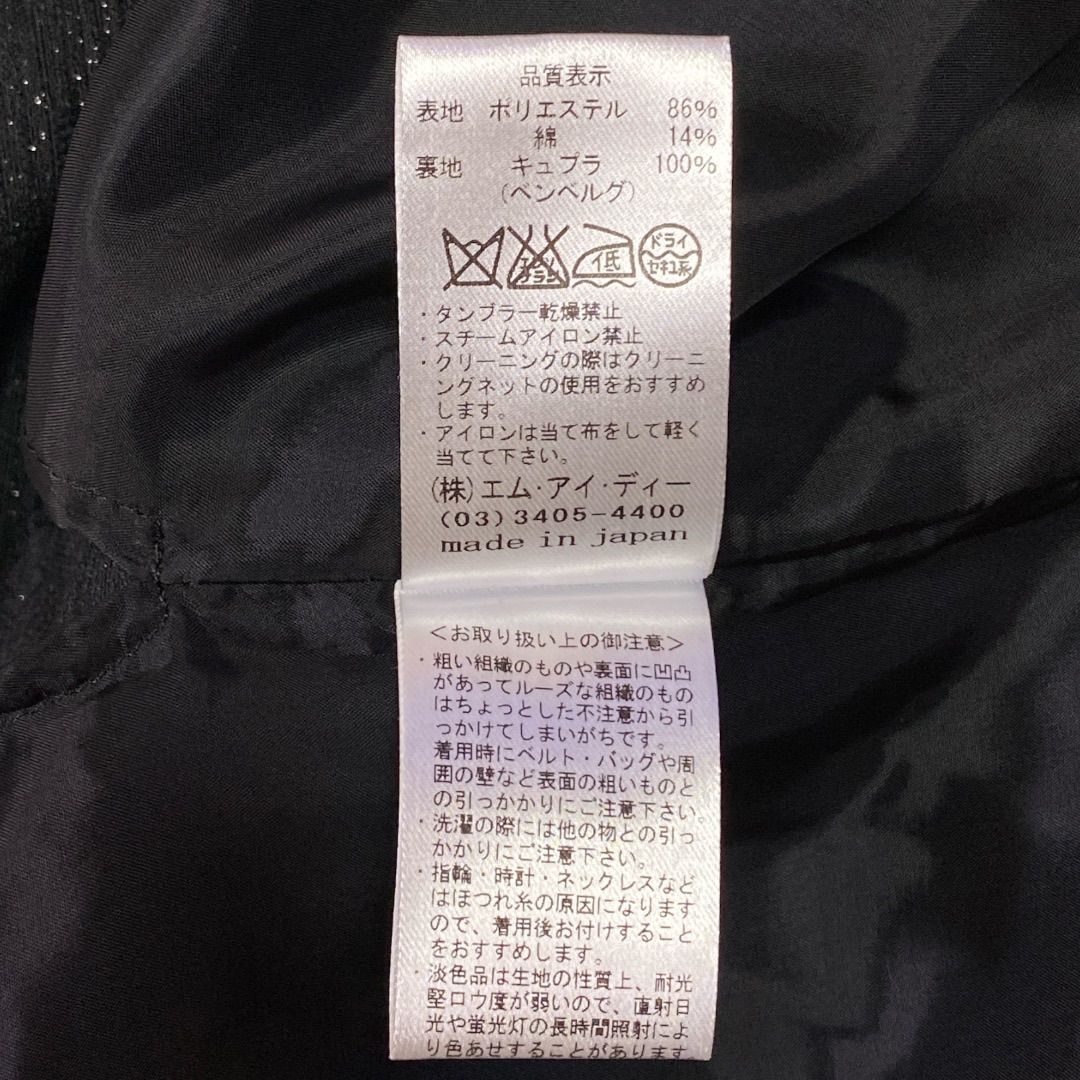 品質表示
表地 ポリエステル 86%
綿 14%
裏地 キュプラ 100%
(ベンベルグ)
エンソ サラシ 低 ドライ セキユ系
・タンブラー乾燥禁止
・スチームアイロン禁止
・クリーニングの際はクリーニ
ングネットの使用をおすすめ
します。
・アイロンは当て布をして軽く
当てて下さい。
(株)エム・アイ・ディー
(03)3405-4400
made in japan
＜お取り扱い上の御注意＞
・粗い組織のものや裏面に凹凸
があってルーズな組織のもの
はちょっとした不注意から引
っかけてしまいがちです。
着用時にベルト・バッグや周
囲の壁など表面の粗いものと
の引っかかりにご注意下さい。
・洗濯の際には他の物との引っ
かかりにご注意下さい。
・指輪・時計・ネックレスなど
はほつれ糸の原因になります
ので、着用後お付けすること
をおすすめします。
・淡色品は生地の性質上、耐光
堅ロウ度が弱いので、直射日
光や蛍光灯の長時間照射によ
り色あせすることがあります。